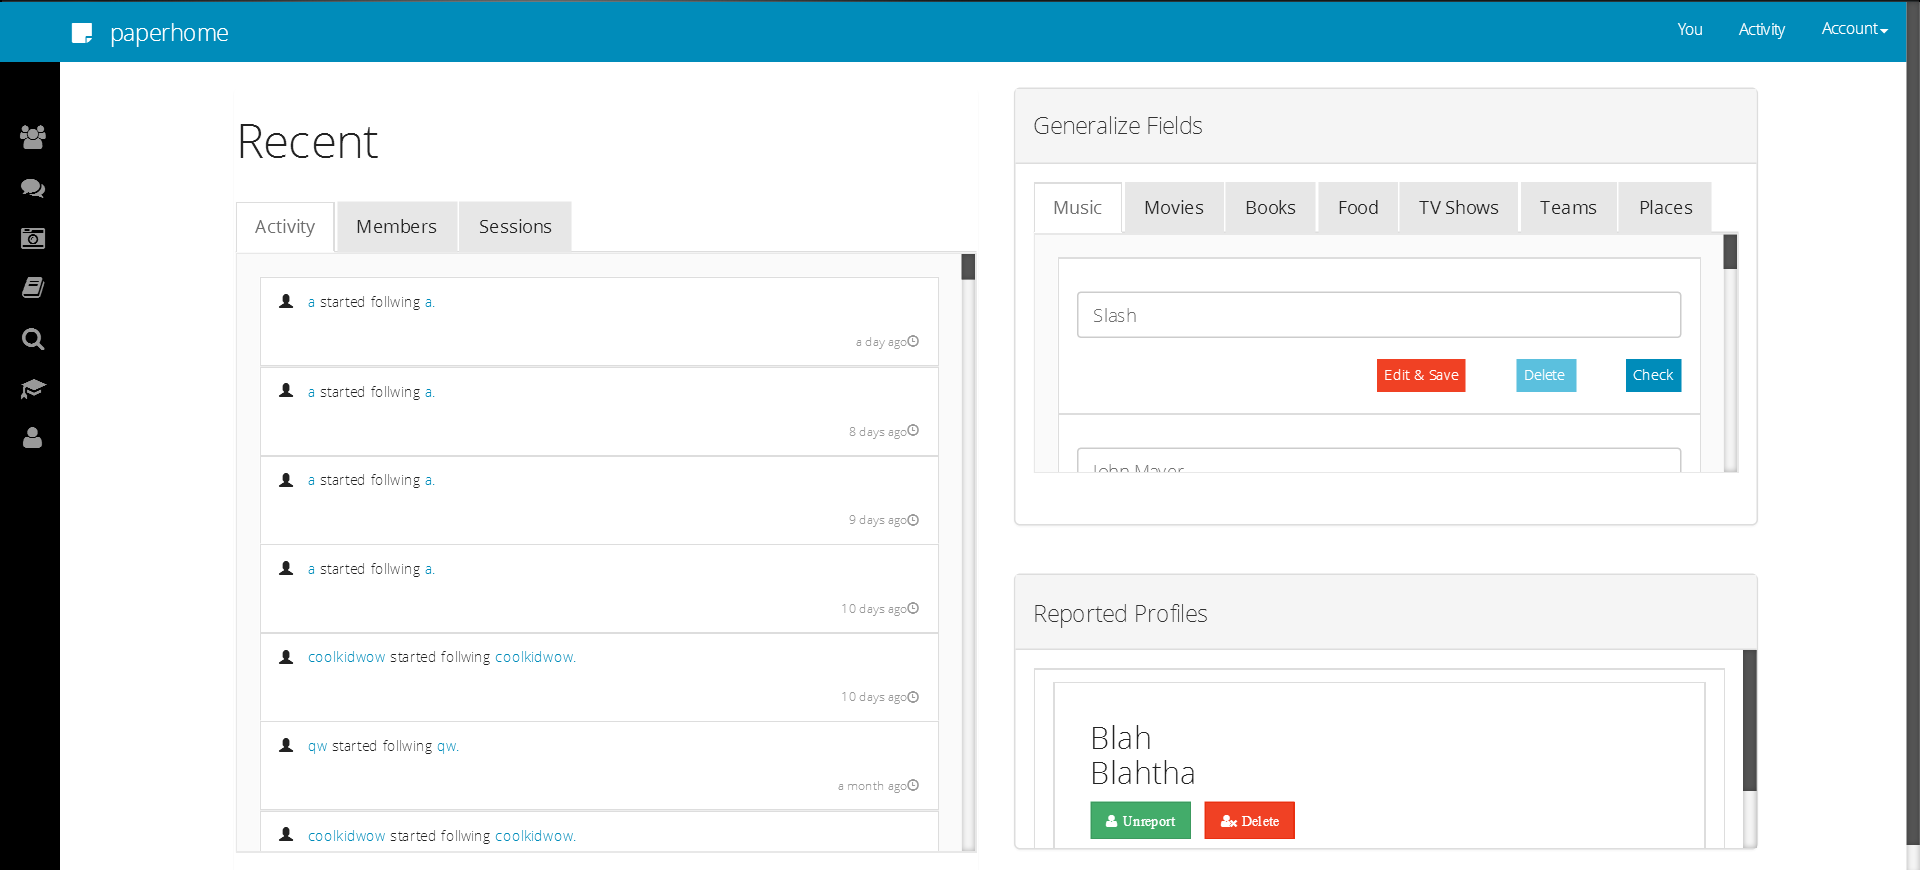 paperhome
You Activity Account
Recent
Activity Members Sessions
a started follwing a.
a day ago
a started follwing a.
8 days ago
a started follwing a.
9 days ago
a started follwing a.
10 days ago
coolkidwow started follwing coolkidwow.
10 days ago
qw started follwing qw.
a month ago
coolkidwow started follwing coolkidwow.
Generalize Fields
Music Movies Books Food TV Shows Teams Places
Slash
Edit & Save Delete Check
John Mayer
Reported Profiles
Blah
Blahtha
Unreport Delete